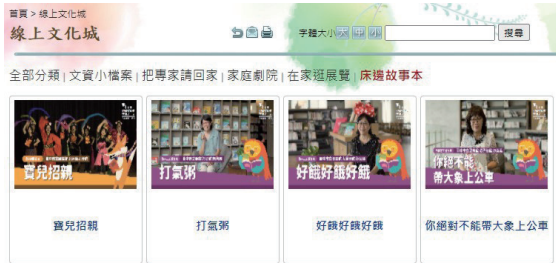 首頁 > 線上文化城
線上文化城
字體大小 大 中 小
搜尋
全部分類 | 文資小檔案 | 把專家請回家 | 家庭劇院 | 在家逛展覽 | 床邊故事本
寶兒招親
打氣粥
好餓好餓好餓
你絕不能
帶大象上公車
寶兒招親
打氣粥
好餓好餓好餓
你絕對不能帶大象上公車